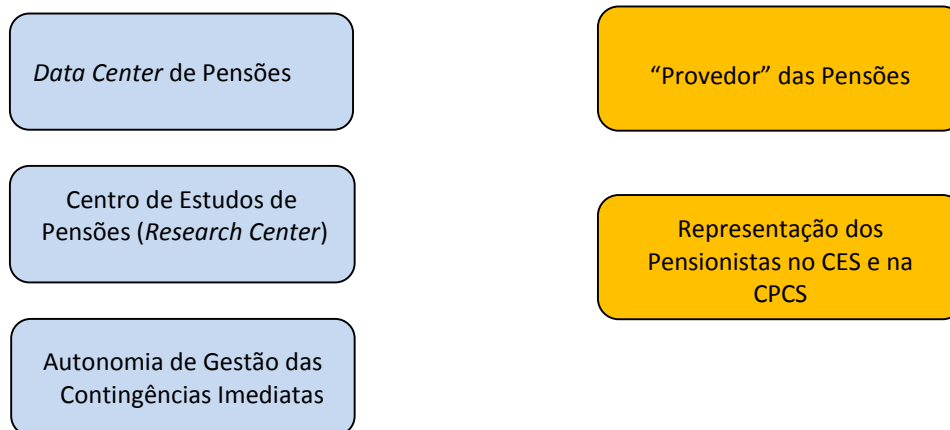 Data Center de Pensões
“Provedor” das Pensões
Centro de Estudos de
Pensões (Research Center)
Representação dos
Pensionistas no CES e na
CPCS
Autonomia de Gestão das
Contingências Imediatas